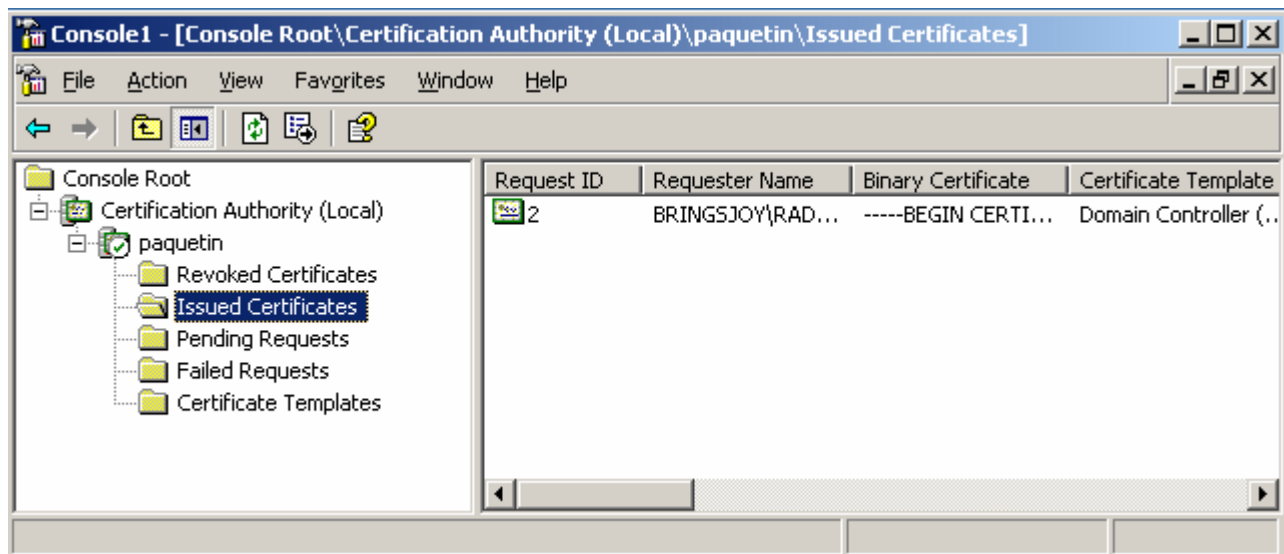 Console1 - [Console Root\Certification Authority (Local)\paquetin\Issued Certificates]
File Action View Favorites Window Help
Console Root
Certification Authority (Local)
paquetin
Revoked Certificates
Issued Certificates
Pending Requests
Failed Requests
Certificate Templates
Request ID Requester Name Binary Certificate Certificate Template
2 BRINGSJOY\RAD... -----BEGIN CERTI... Domain Controller (..